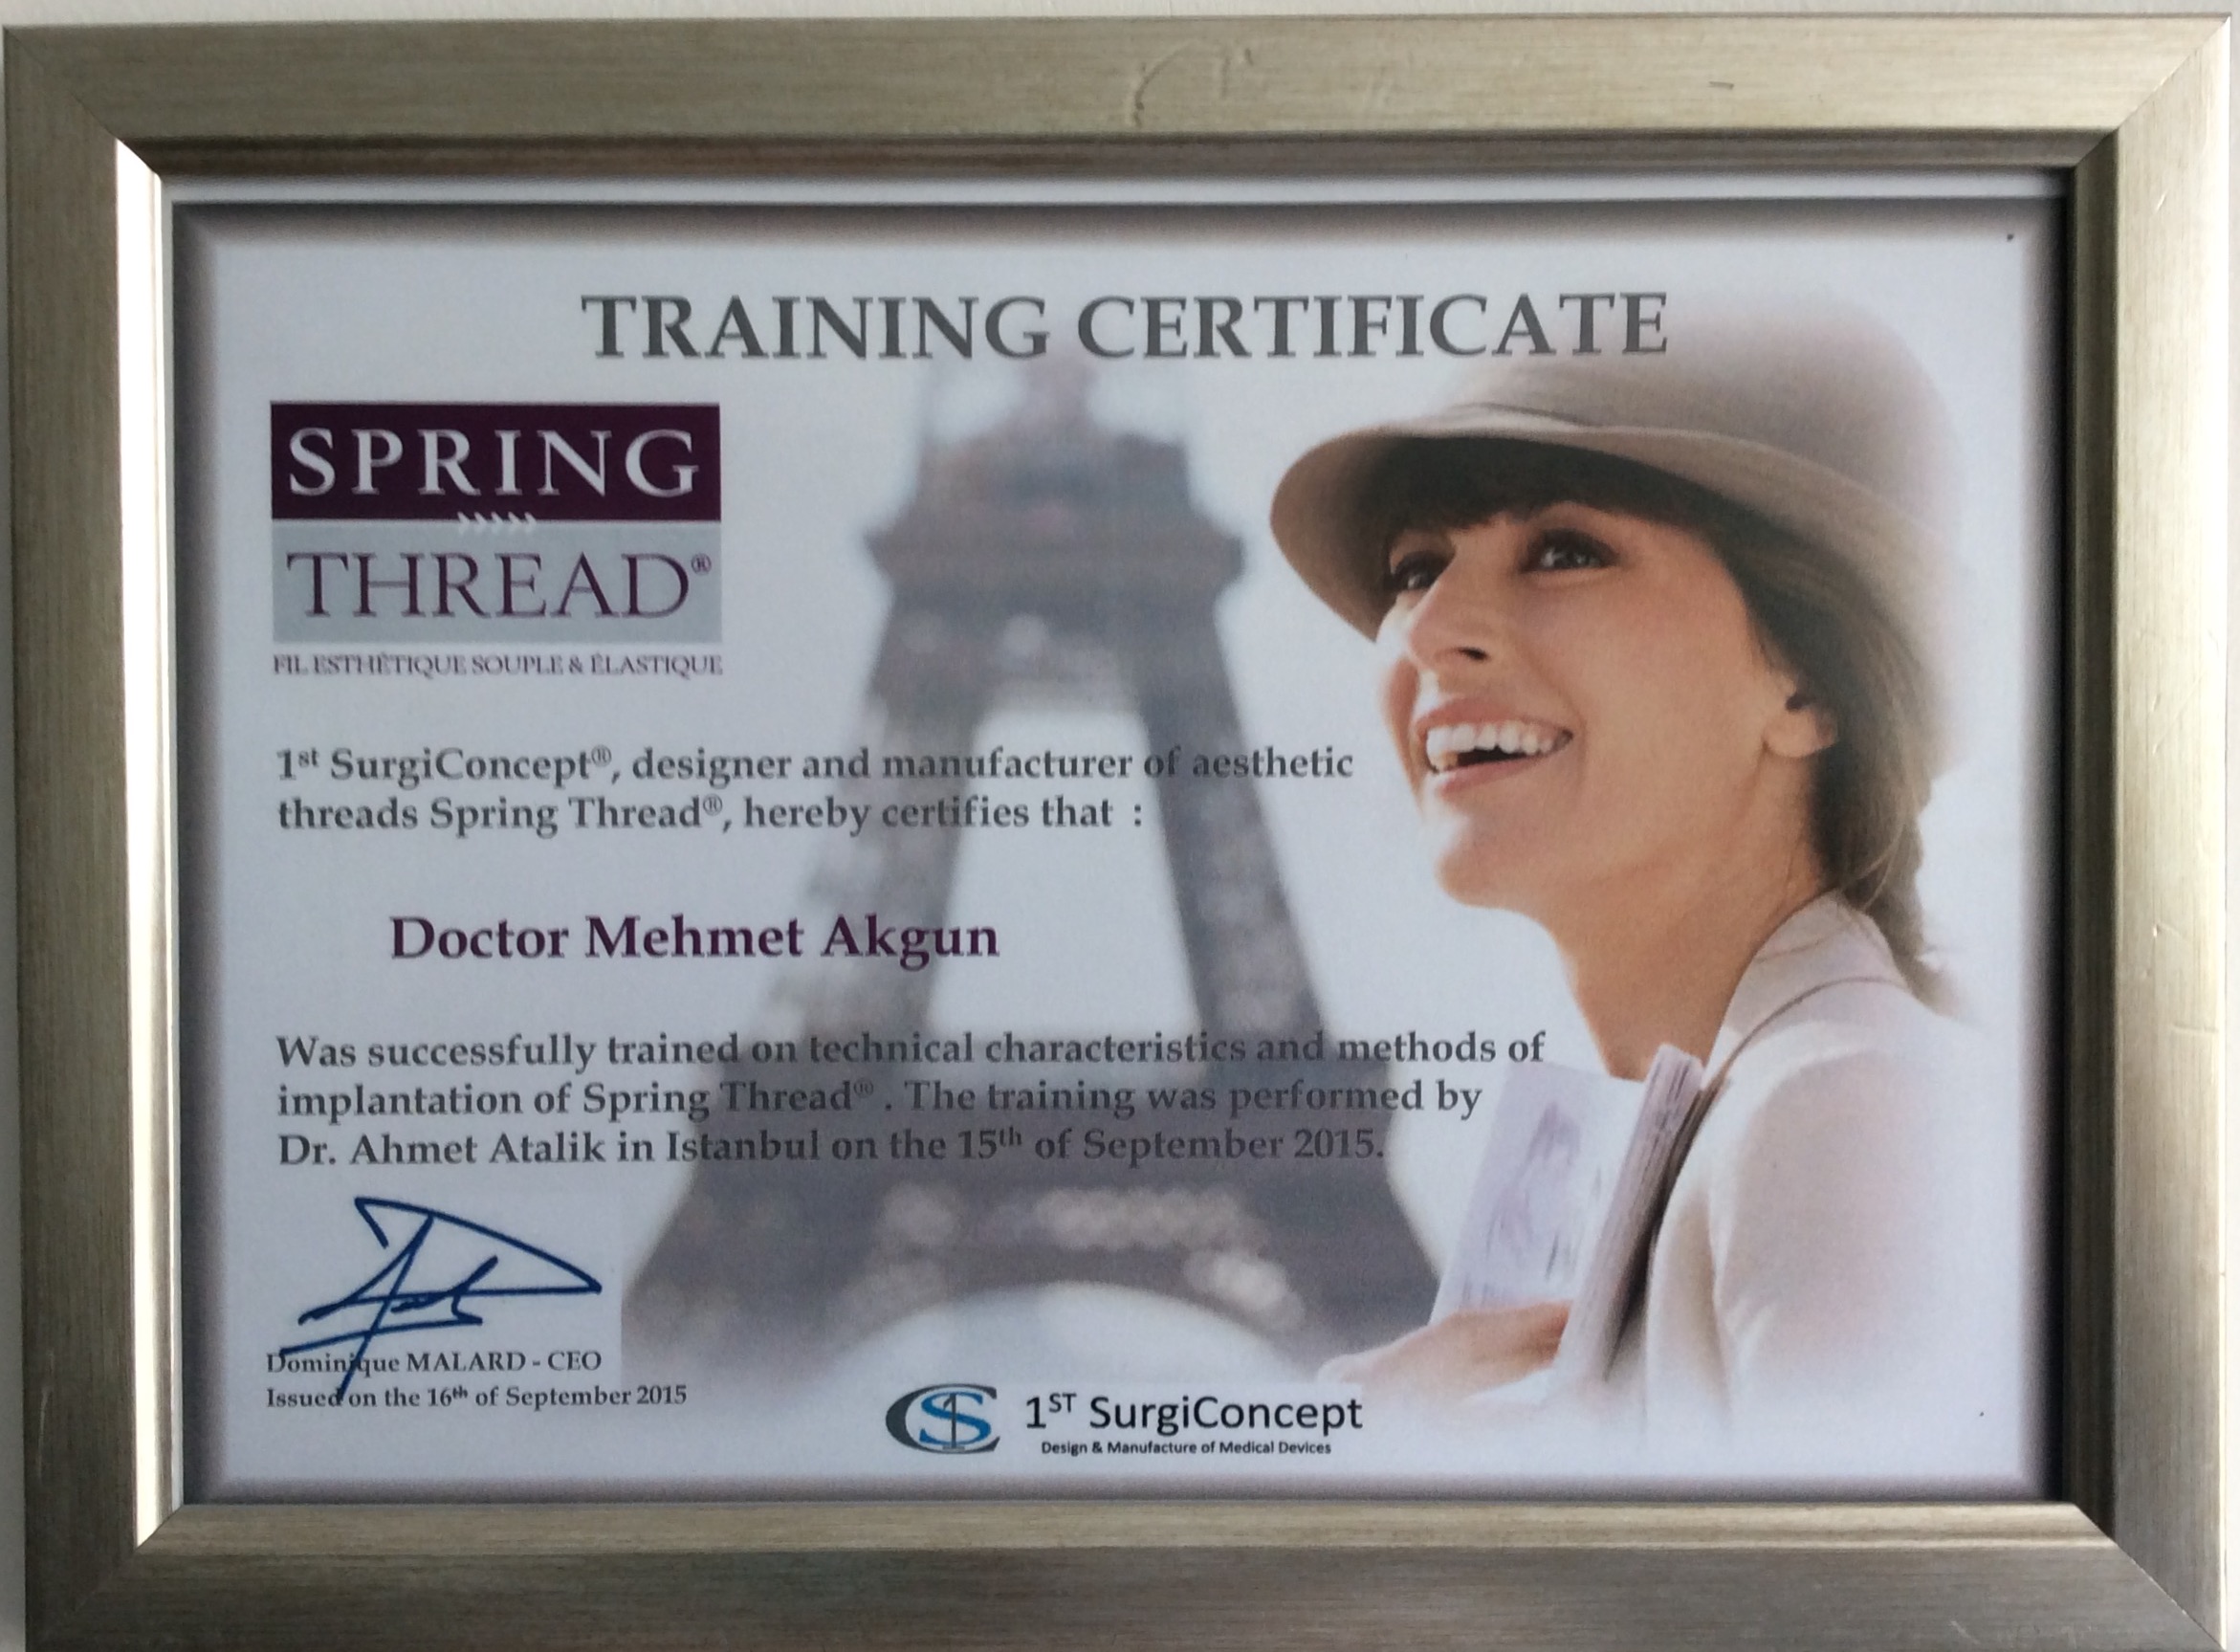 TRAINING CERTIFICATE
SPRING
THREAD®
FIL ESTHÉTIQUE SOUPLE & ÉLASTIQUE
1st SurgiConcept®, designer and manufacturer of aesthetic
threads Spring Thread®, hereby certifies that :
Doctor Mehmet Akgun
Was successfully trained on technical characteristics and methods of
implantation of Spring Thread® . The training was performed by
Dr. Ahmet Atalik in Istanbul on the 15th of September 2015.
Dominique MALARD - CEO
Issued on the 16th of September 2015
1ST SurgiConcept
Design & Manufacture of Medical Devices